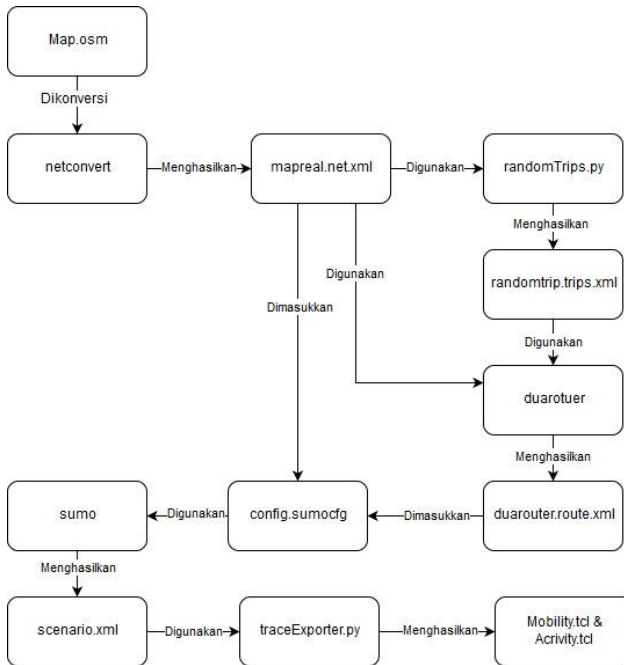 Map.osm
Dikonversi
netconvert
Menghasilkan
mapreal.net.xml
Digunakan
randomTrips.py
Menghasilkan
randomtrip.trips.xml
Digunakan
Digunakan
Dimasukkan
duarotuer
Menghasilkan
duarouter.route.xml
Dimasukkan
config.sumocfg
Digunakan
sumo
Menghasilkan
scenario.xml
Digunakan
traceExporter.py
Menghasilkan
Mobility.tcl &
Acrivity.tcl